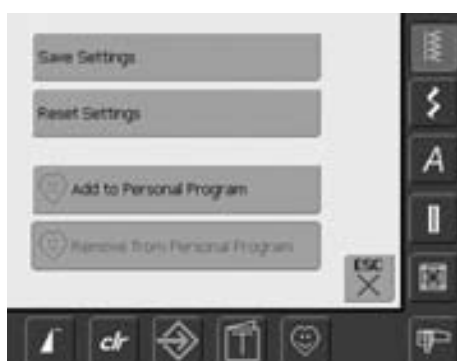 Save Settings
Reset Settings
Add to Personal Program
Remove from Personal Program
ESC
A
clr